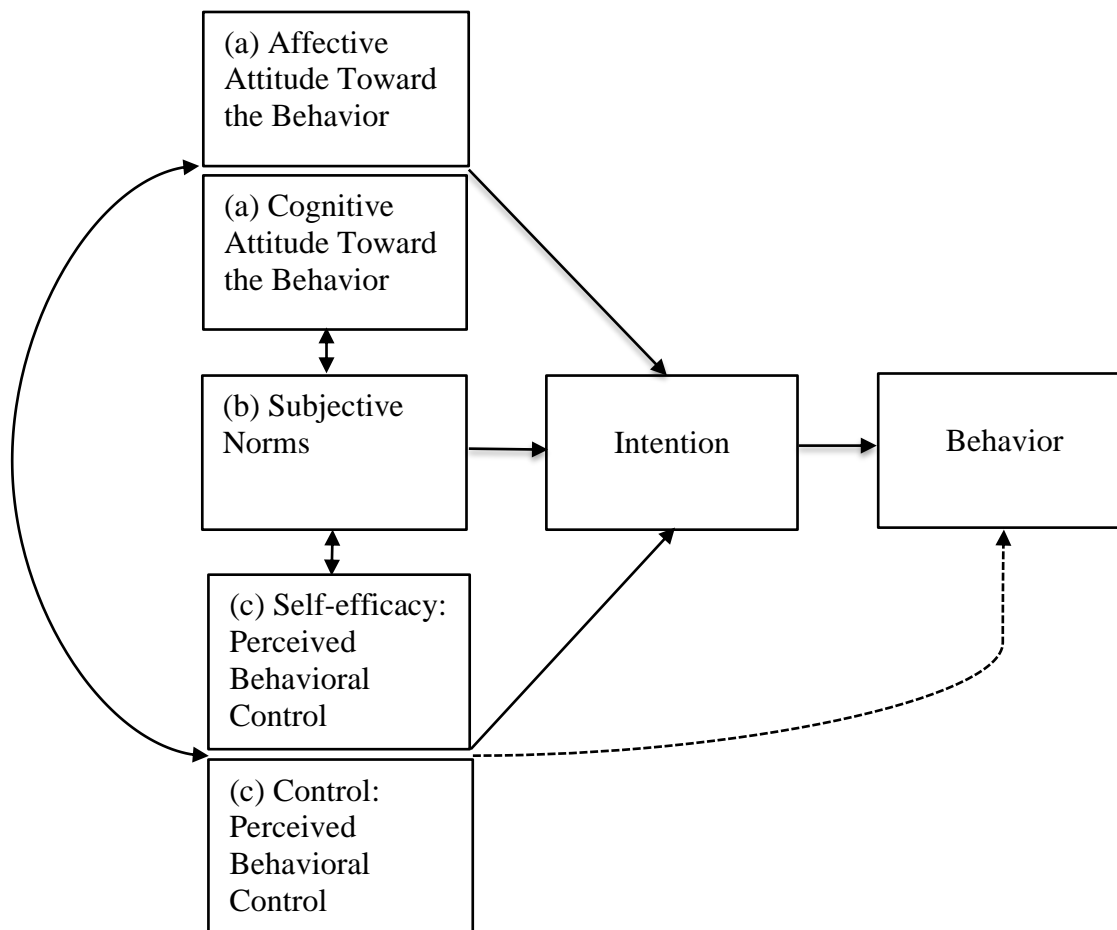 (a) Affective
Attitude Toward
the Behavior
(a) Cognitive
Attitude Toward
the Behavior
(b) Subjective
Norms
Intention
Behavior
(c) Self-efficacy:
Perceived
Behavioral
Control
(c) Control:
Perceived
Behavioral
Control